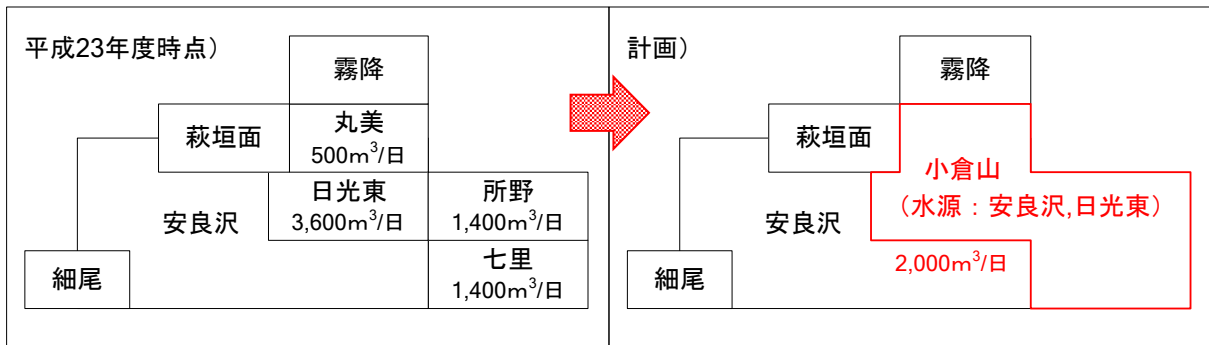 平成23年度時点）
霧降
萩垣面
丸美
500m³/日
日光東
3,600m³/日
所野
1,400m³/日
安良沢
七里
1,400m³/日
細尾
計画）
霧降
萩垣面
小倉山
（水源：安良沢,日光東）
安良沢
2,000m³/日
細尾